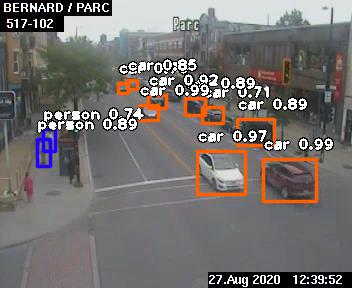 BERNARD / PARC
517-102
Parc
car 0.85
car 0.92
0.89
car 0.99
car 0.71
car 0.89
person 0.74
person 0.89
car 0.97
car 0.99
27.Aug 2020 12:39:52